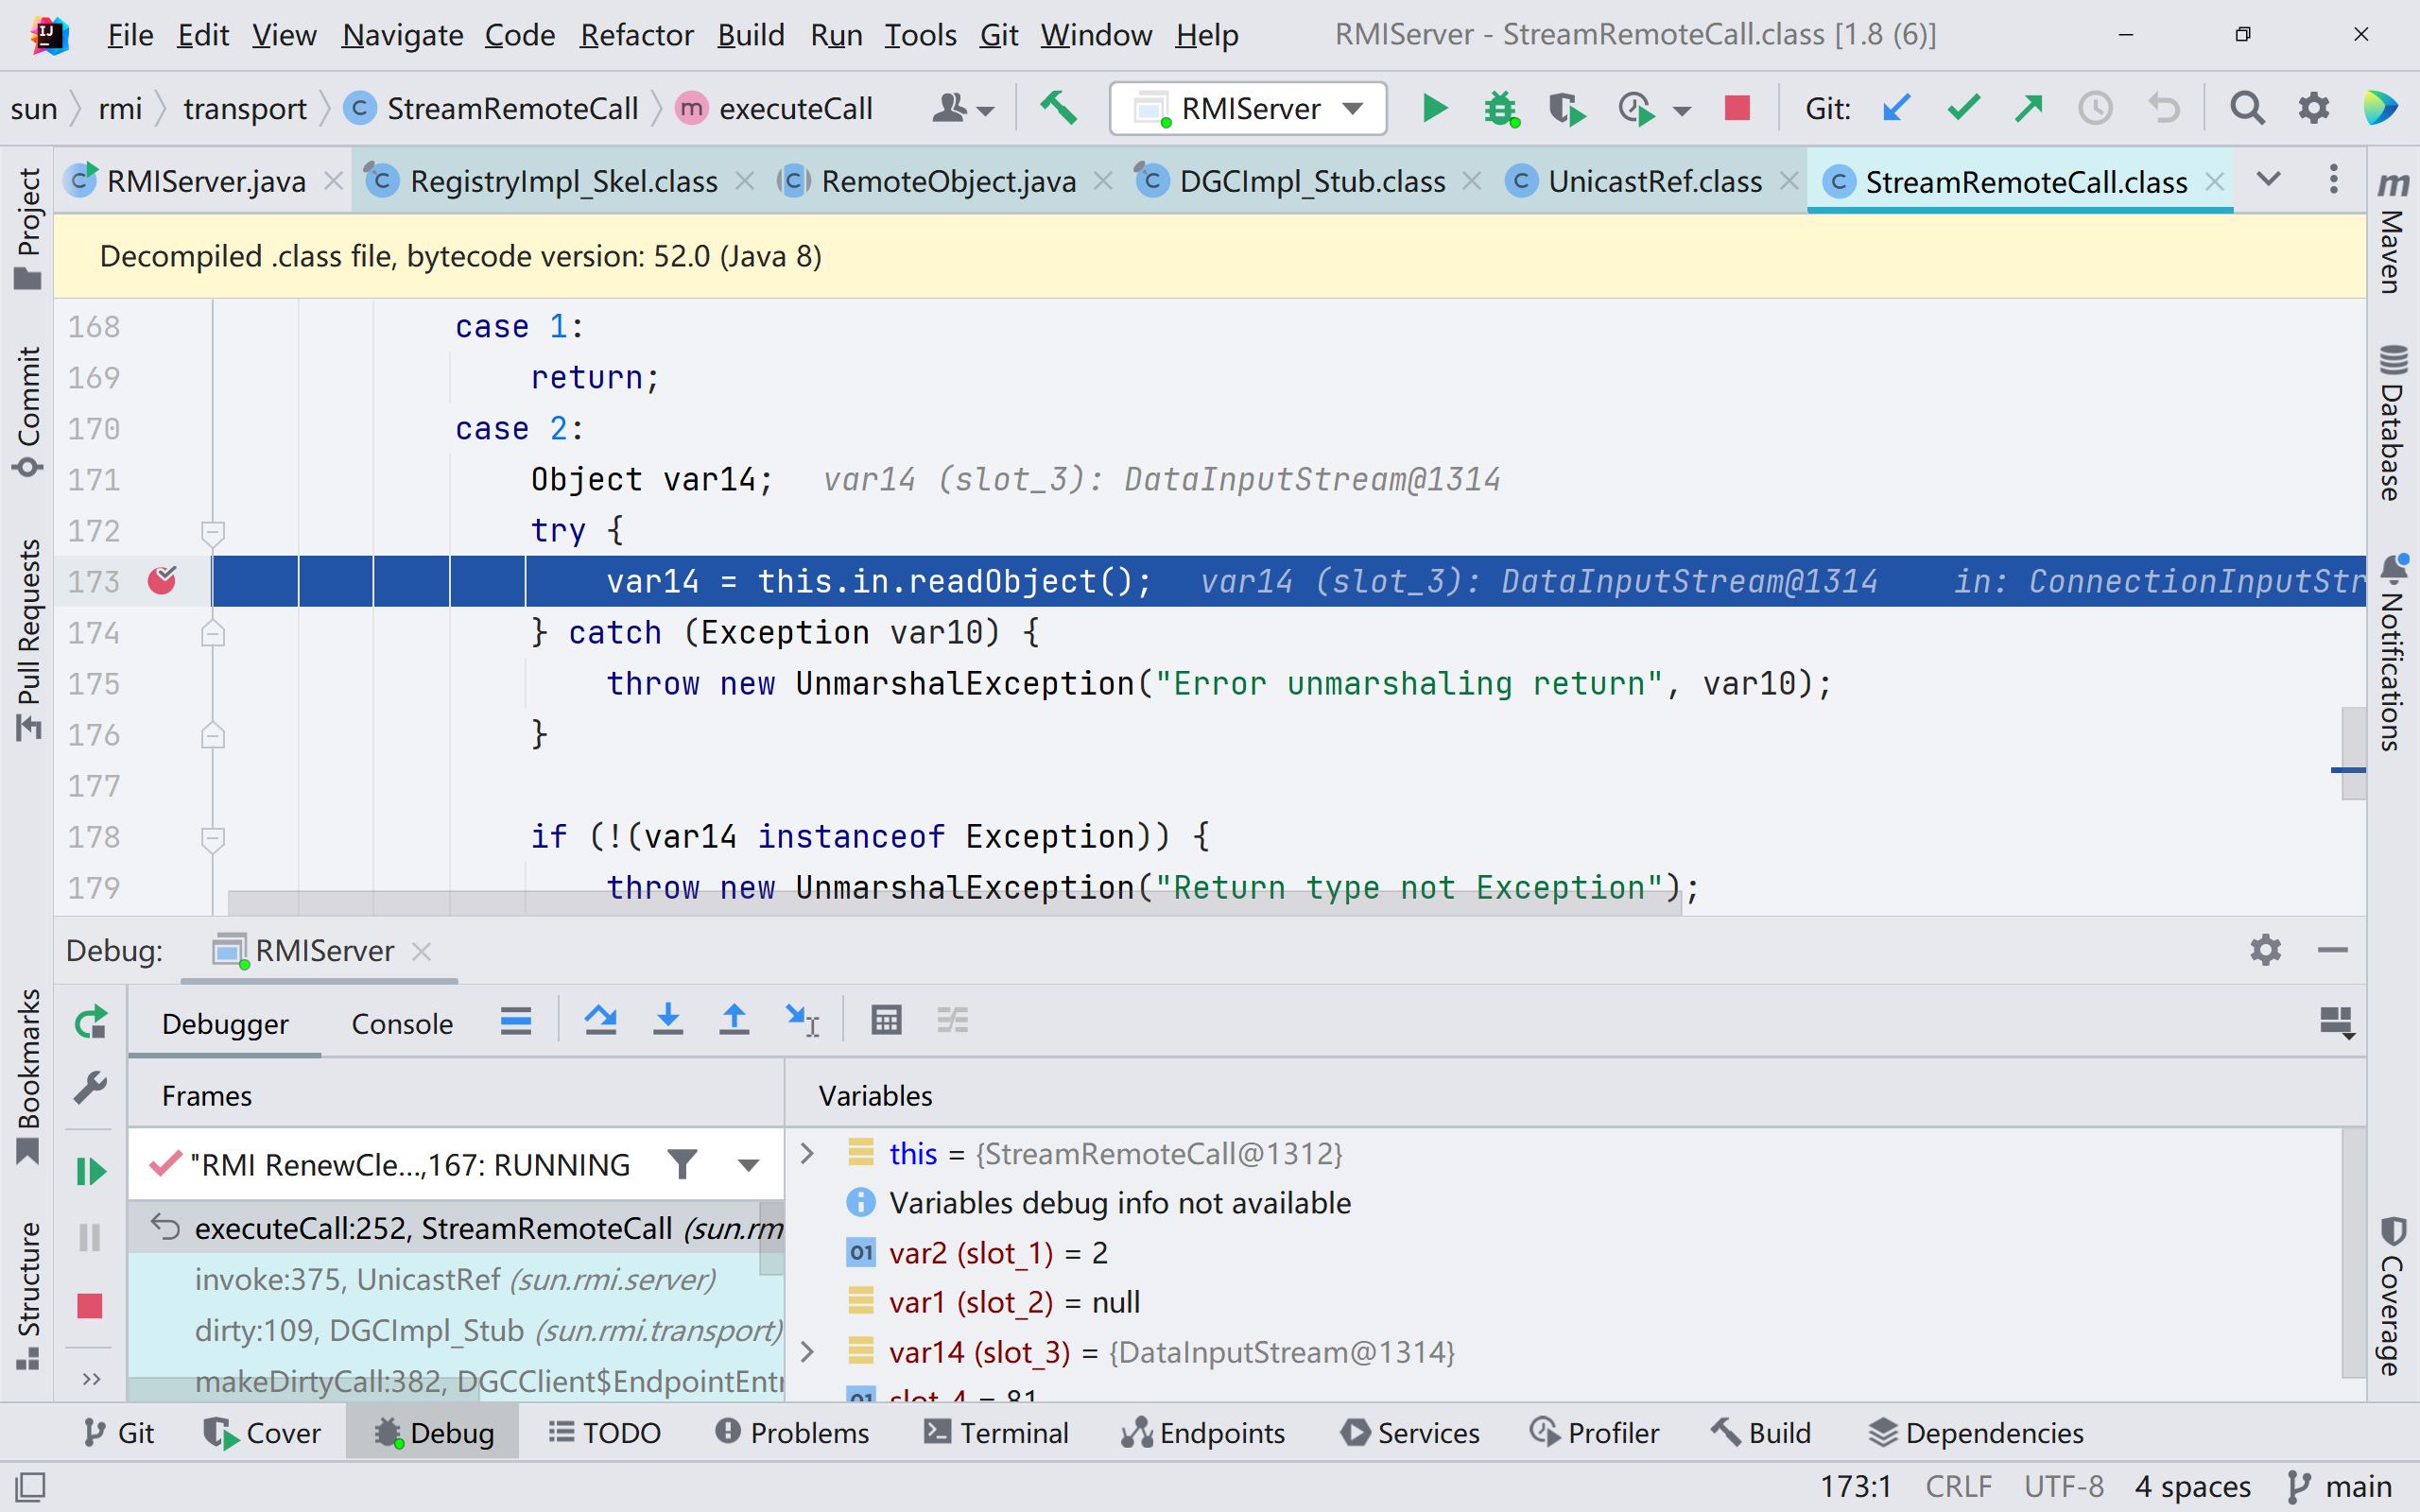 File Edit View Navigate Code Refactor Build Run Tools Git Window Help RMIServer - StreamRemoteCall.class [1.8 (6)]
sun rmi transport StreamRemoteCall executeCall RMIServer Git:
RMIServer.java RegistryImpl_Skel.class RemoteObject.java DGCImpl_Stub.class UnicastRef.class StreamRemoteCall.class
Decompiled .class file, bytecode version: 52.0 (Java 8)
168 case 1:
169 return;
170 case 2:
171 Object var14; var14 (slot_3): DataInputStream@1314
172 try {
173 var14 = this.in.readObject(); var14 (slot_3): DataInputStream@1314 in: ConnectionInputStr
174 } catch (Exception var10) {
175 throw new UnmarshalException("Error unmarshaling return", var10);
176 }
177
178 if (!(var14 instanceof Exception)) {
179 throw new UnmarshalException("Return type not Exception");
Project
Commit
Pull Requests
Bookmarks
Structure
Maven
Database
Notifications
Coverage
Debug: RMIServer
Debugger Console
Frames
"RMI RenewCle...,167: RUNNING
executeCall:252, StreamRemoteCall (sun.rm
invoke:375, UnicastRef (sun.rmi.server)
dirty:109, DGCImpl_Stub (sun.rmi.transport)
makeDirtyCall:382, DGCClient$EndpointEntr
Variables
this = {StreamRemoteCall@1312}
Variables debug info not available
01 var2 (slot_1) = 2
var1 (slot_2) = null
var14 (slot_3) = {DataInputStream@1314}
01 slot_4 = 81
Git Cover Debug TODO Problems Terminal Endpoints Services Profiler Build Dependencies
173:1 CRLF UTF-8 4 spaces main